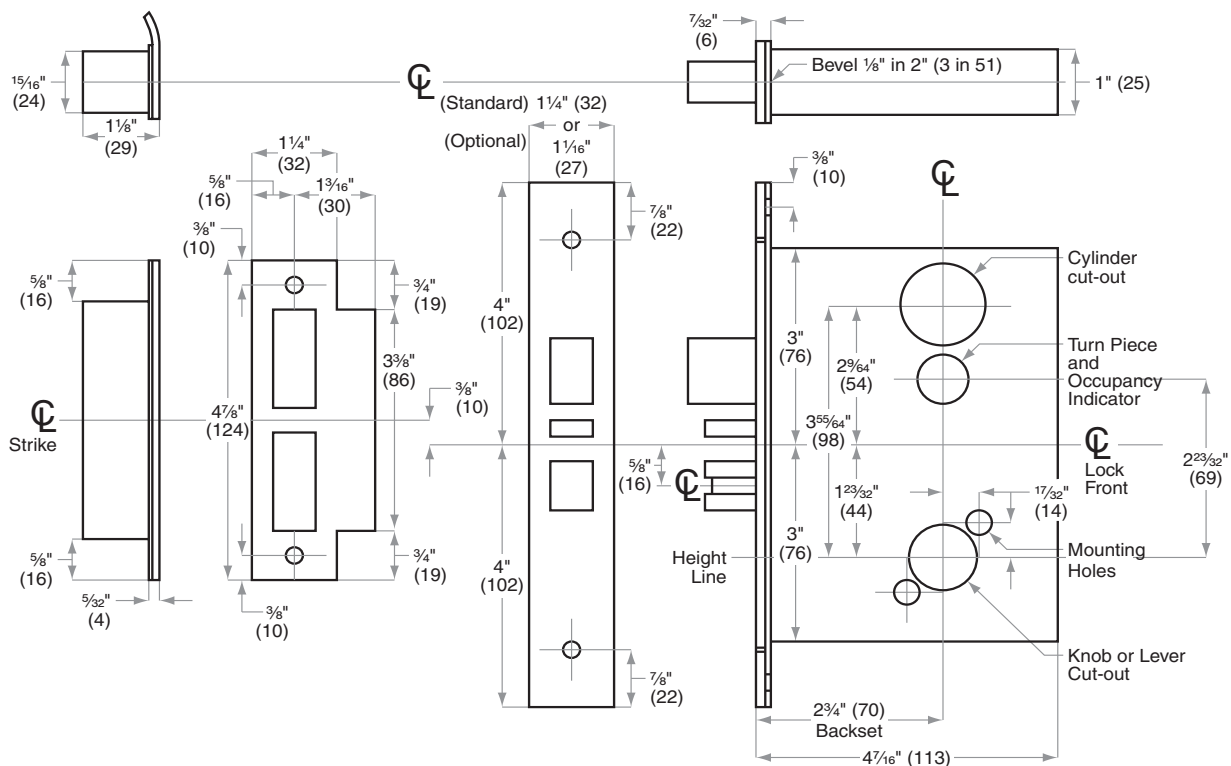 7/32"
(6)
15/16"
(24)
Bevel 1/8" in 2" (3 in 51)
1" (25)
1 1/8"
(29)
CL
(Standard) 1 1/4" (32)
or
(Optional)
1 1/16"
(27)
1 1/4"
(32)
5/8"
(16)
1 3/16"
(30)
3/8"
(10)
7/8"
(22)
3/8"
(10)
CL
5/8"
(16)
3/4"
(19)
Cylinder
cut-out
4"
(102)
3"
(76)
2 9/64"
(54)
Turn Piece
and
Occupancy
Indicator
3 3/8"
(86)
3/8"
(10)
CL
Strike
4 7/8"
(124)
3 55/64"
(98)
CL
Lock
Front
2 23/32"
(69)
5/8"
(16)
CL
1 23/32"
(44)
17/32"
(14)
5/8"
(16)
3/4"
(19)
4"
(102)
Height
Line
3"
(76)
Mounting
Holes
5/32"
(4)
3/8"
(10)
7/8"
(22)
Knob or Lever
Cut-out
2 3/4" (70)
Backset
4 7/16" (113)